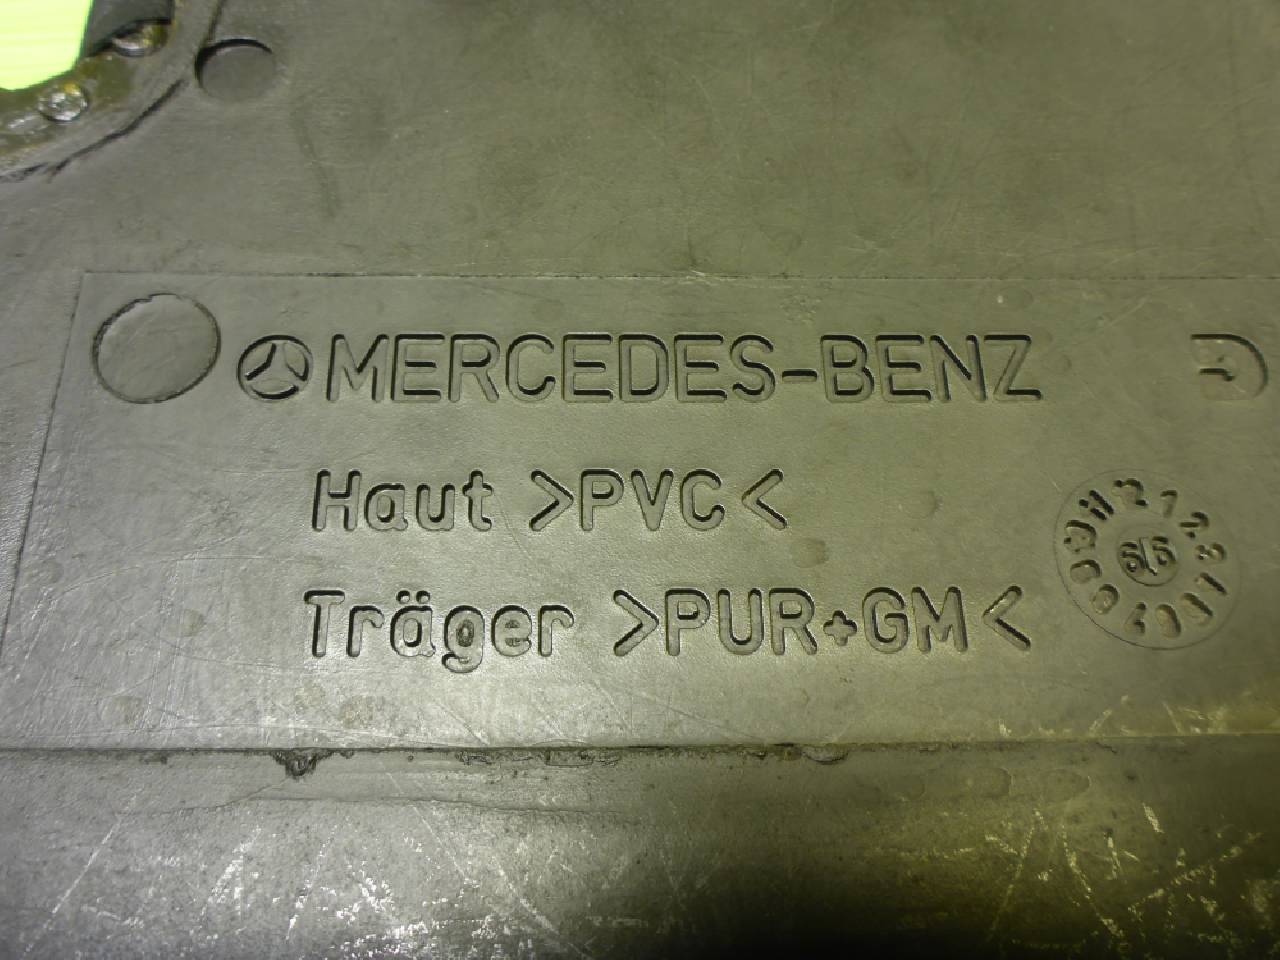 MERCEDES-BENZ
Haut >PVC<
Träger >PUR+GM<